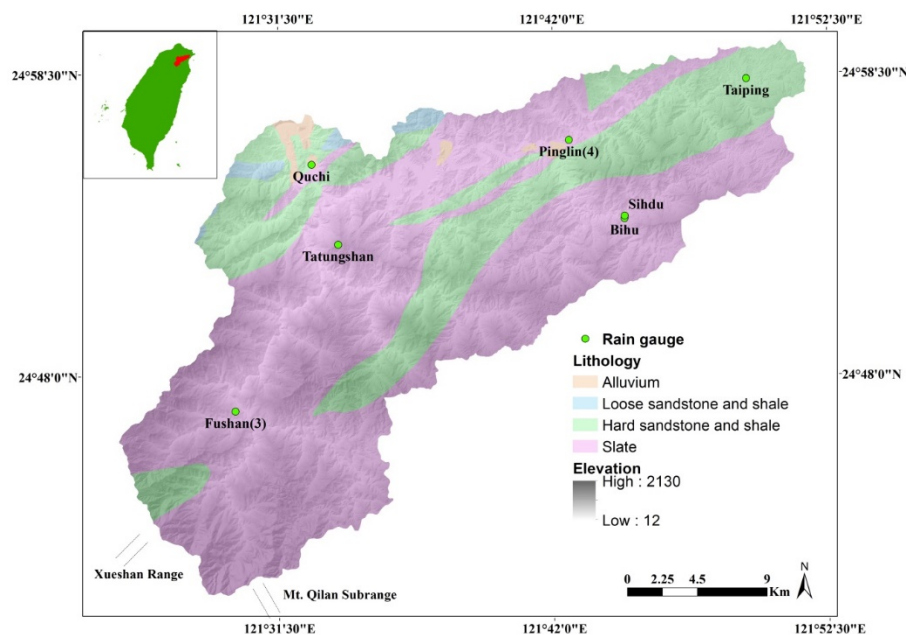 121°31'30"E 121°42'0"E 121°52'30"E
24°58'30"N 24°58'30"N
Taiping
Pinglin(4)
Quchi
Sihdu
Bihu
Tatungshan
Rain gauge
Lithology
Alluvium
24°48'0"N 24°48'0"N
Loose sandstone and shale
Hard sandstone and shale
Fushan(3)
Slate
Elevation
High : 2130
Low : 12
Xueshan Range
Mt. Qilan Subrange
N
0 2.25 4.5 9
Km
121°31'30"E 121°42'0"E 121°52'30"E